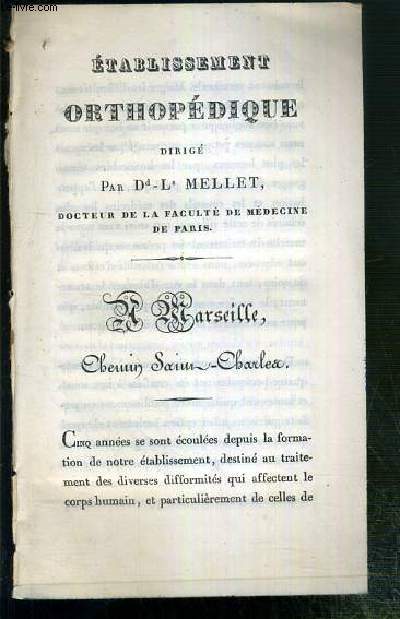 ÉTABLISSEMENT
ORTHOPÉDIQUE
DIRIGÉ
PAR Dd.-Lt MELLET,
DOCTEUR DE LA FACULTÉ DE MÉDECINE
DE PARIS.
A Marseille,
Chemin Saint-Charles.
CINQ années se sont écoulées depuis la forma-
tion de notre établissement, destiné au traite-
ment des diverses difformités qui affectent le
corps humain, et particulièrement de celles de